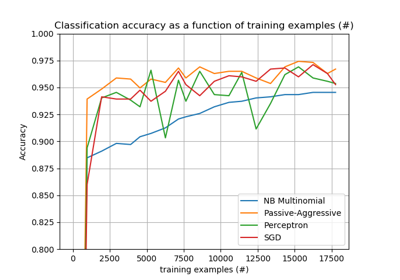 Classification accuracy as a function of training examples (#)
1.000
0.975
0.950
0.925
0.900
0.875
0.850
0.825
0.800
Accuracy
NB Multinomial
Passive-Aggressive
Perceptron
SGD
0 2500 5000 7500 10000 12500 15000 17500
training examples (#)